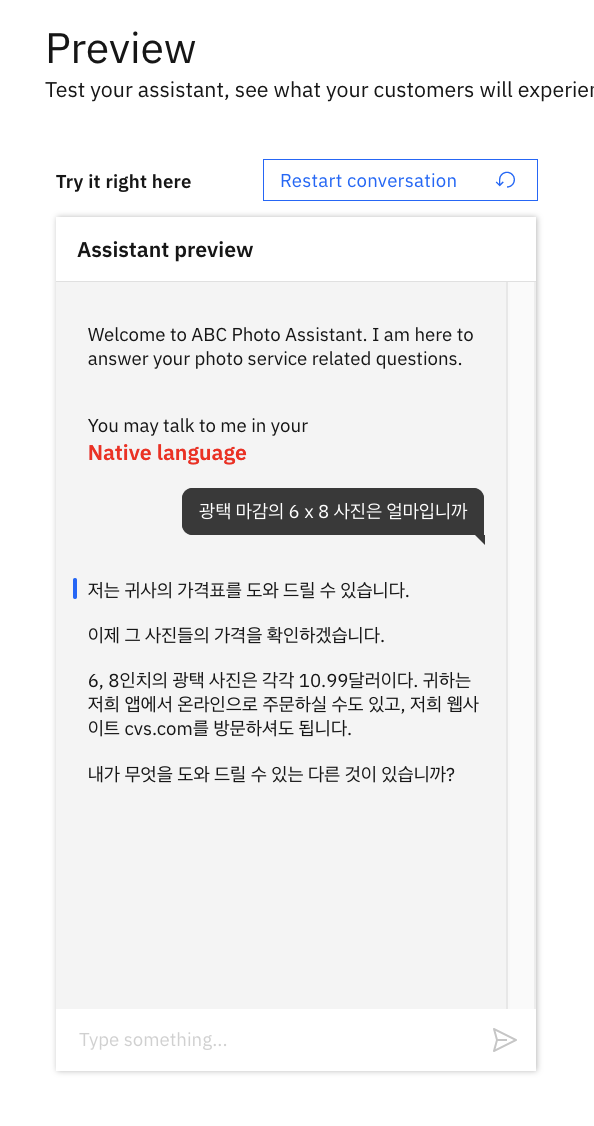 Preview
Test your assistant, see what your customers will experier
Try it right here
Restart conversation
Assistant preview
Welcome to ABC Photo Assistant. I am here to
answer your photo service related questions.
You may talk to me in your
Native language
광택 마감의 6 x 8 사진은 얼마입니까
저는 귀사의 가격표를 도와 드릴 수 있습니다.
이제 그 사진들의 가격을 확인하겠습니다.
6, 8인치의 광택 사진은 각각 10.99달러이다. 귀하는
저희 앱에서 온라인으로 주문하실 수도 있고, 저희 웹사
이트 cvs.com를 방문하셔도 됩니다.
내가 무엇을 도와 드릴 수 있는 다른 것이 있습니까?
Type something...